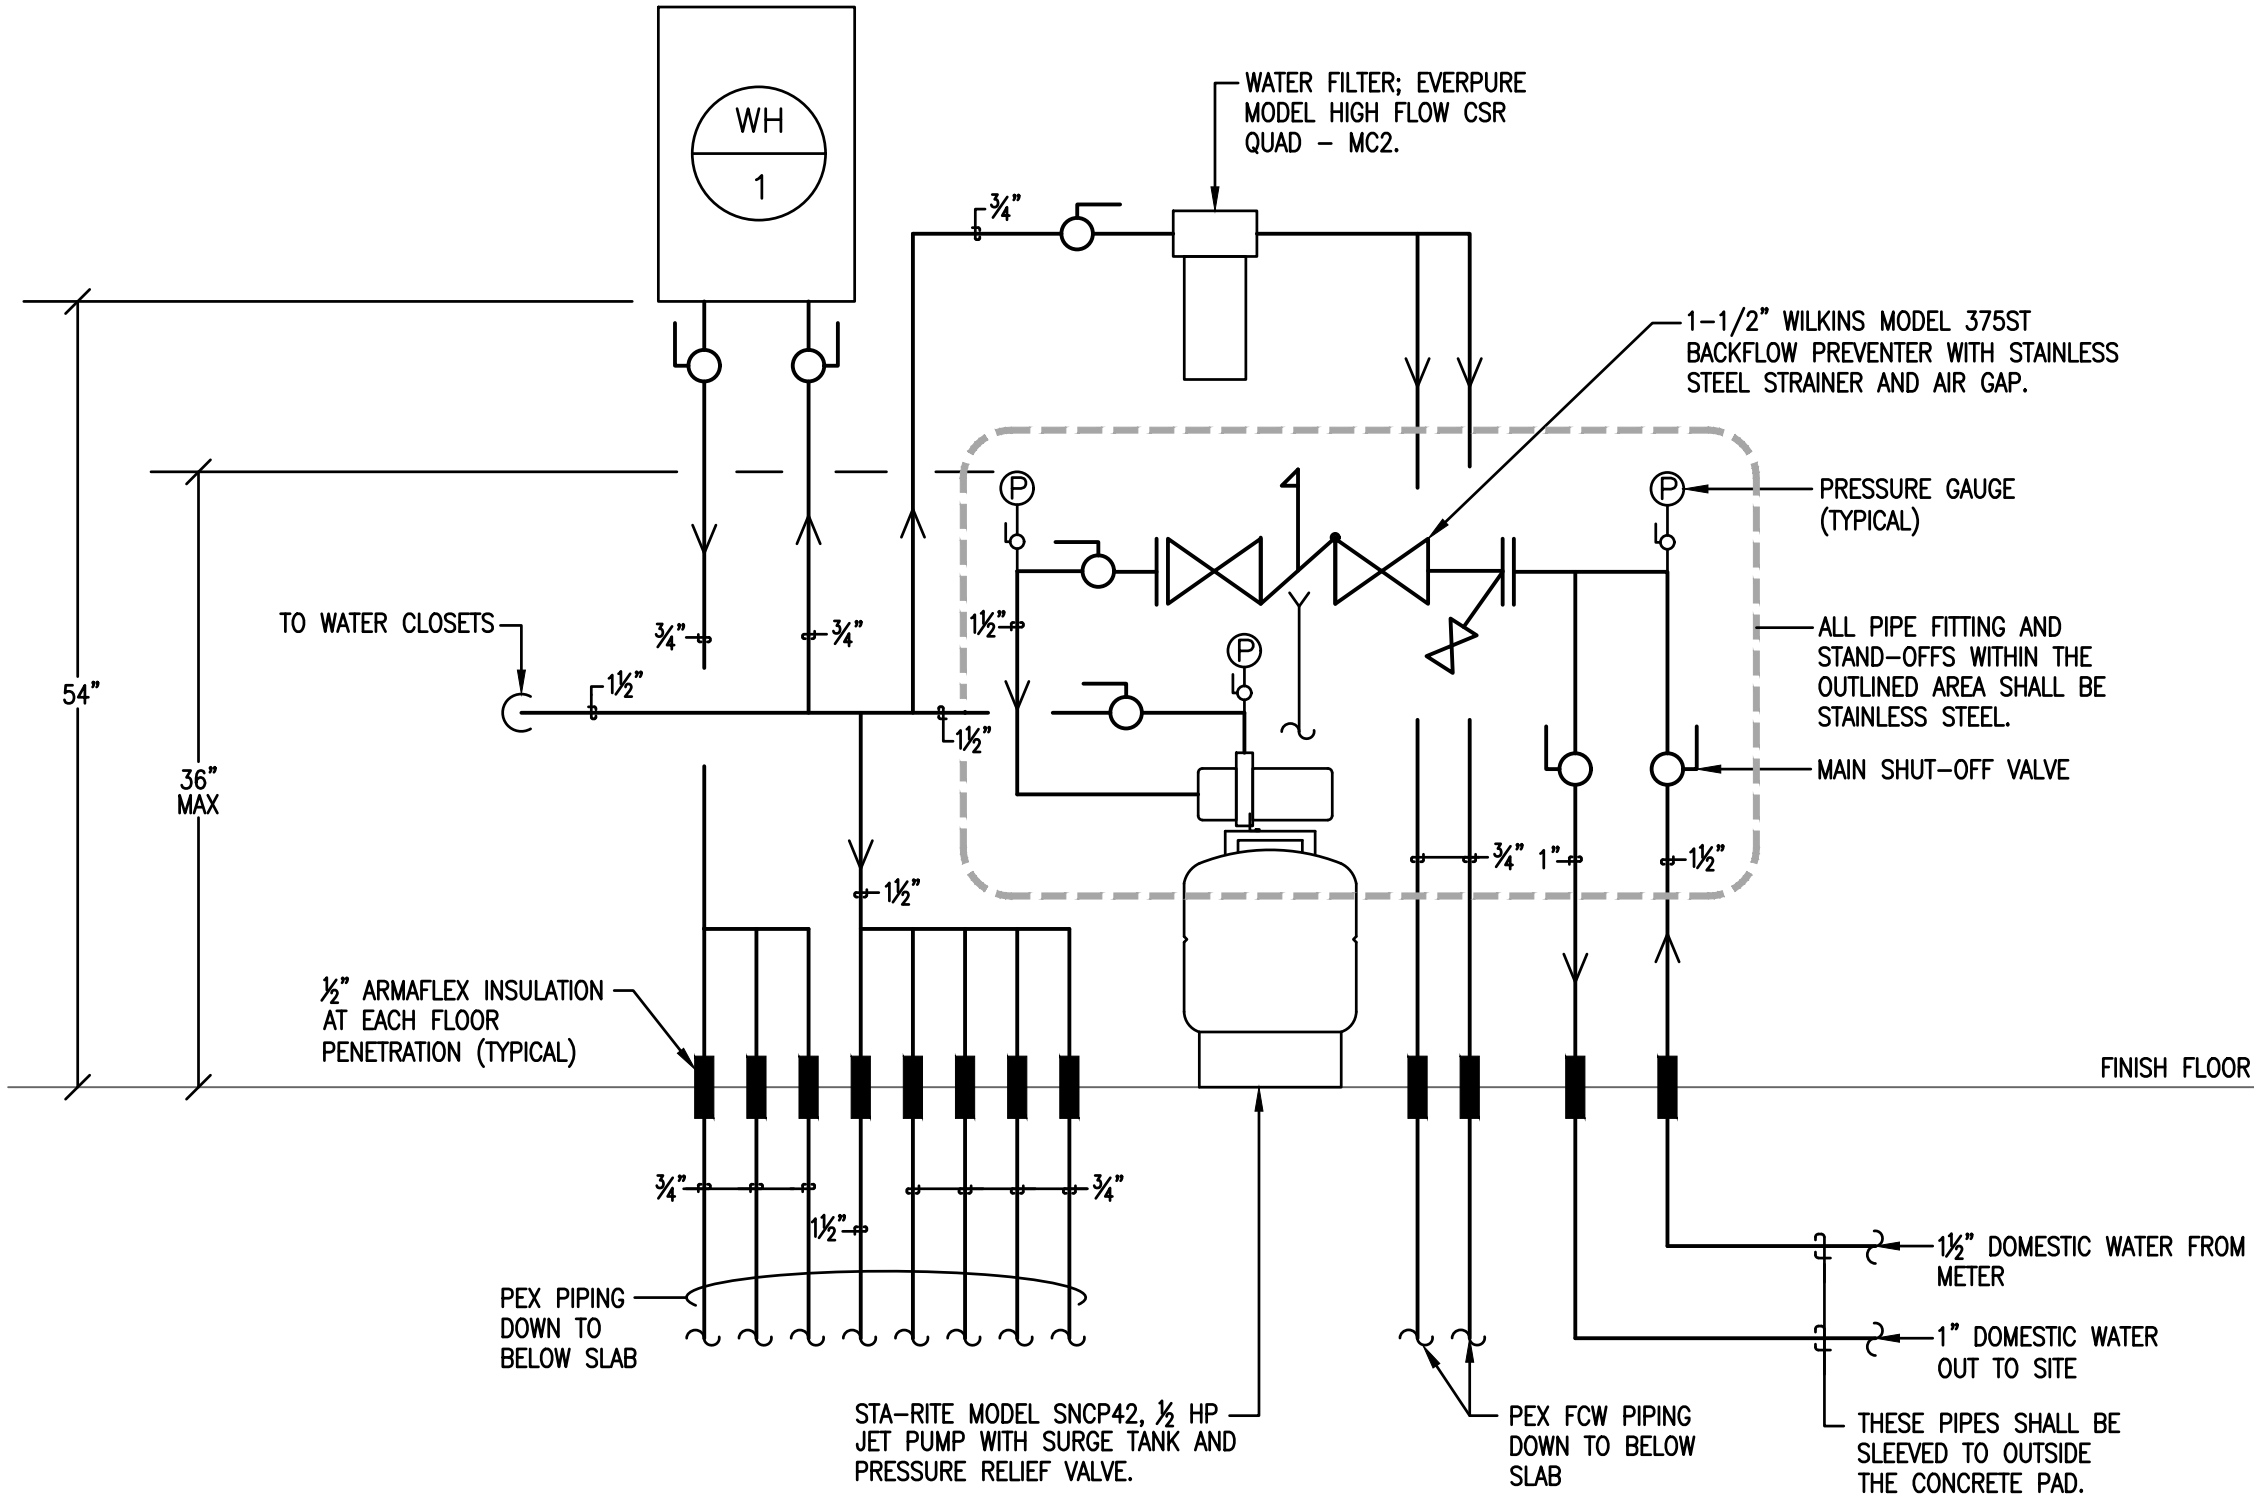 WH
1
WATER FILTER; EVERPURE
MODEL HIGH FLOW CSR
QUAD - MC2.
¾"
1-1/2" WILKINS MODEL 375ST
BACKFLOW PREVENTER WITH STAINLESS
STEEL STRAINER AND AIR GAP.
P
P
PRESSURE GAUGE
(TYPICAL)
TO WATER CLOSETS
¾"
¾"
1½"
P
ALL PIPE FITTING AND
STAND-OFFS WITHIN THE
OUTLINED AREA SHALL BE
STAINLESS STEEL.
54"
1½"
1½"
36"
MAX
MAIN SHUT-OFF VALVE
¾"
1"
1½"
1½"
½" ARMAFLEX INSULATION
AT EACH FLOOR
PENETRATION (TYPICAL)
FINISH FLOOR
¾"
¾"
1½"
1½" DOMESTIC WATER FROM
METER
PEX PIPING
DOWN TO
BELOW SLAB
1" DOMESTIC WATER
OUT TO SITE
STA-RITE MODEL SNCP42, ½ HP
JET PUMP WITH SURGE TANK AND
PRESSURE RELIEF VALVE.
PEX FCW PIPING
DOWN TO BELOW
SLAB
THESE PIPES SHALL BE
SLEEVED TO OUTSIDE
THE CONCRETE PAD.